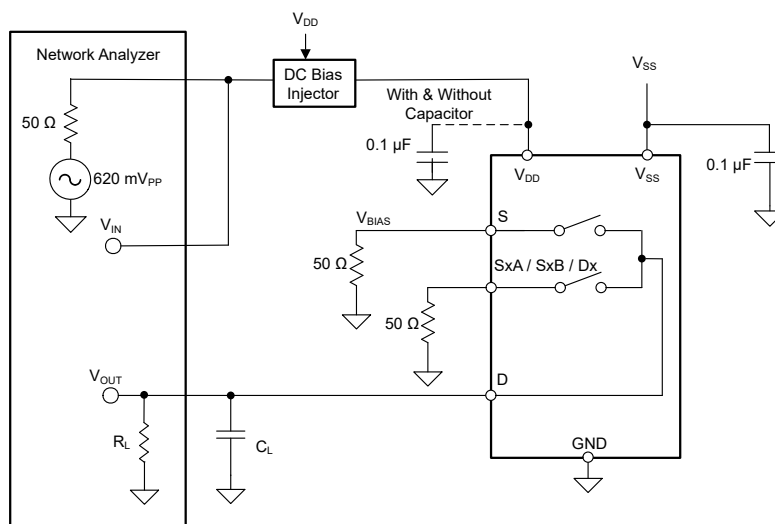 V_DD
Network Analyzer
DC Bias
Injector
V_SS
With & Without
Capacitor
50 Ω
0.1 µF
0.1 µF
620 mV_PP
V_DD
V_SS
V_IN
V_BIAS
S
50 Ω
SxA / SxB / Dx
50 Ω
V_OUT
D
R_L
C_L
GND